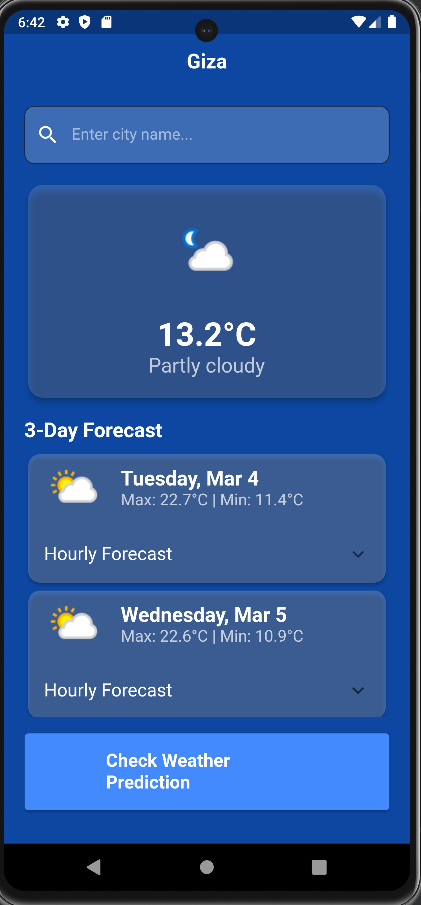 6:42
Giza
Enter city name...
13.2°C
Partly cloudy
3-Day Forecast
Tuesday, Mar 4
Max: 22.7°C | Min: 11.4°C
Hourly Forecast
Wednesday, Mar 5
Max: 22.6°C | Min: 10.9°C
Hourly Forecast
Check Weather
Prediction